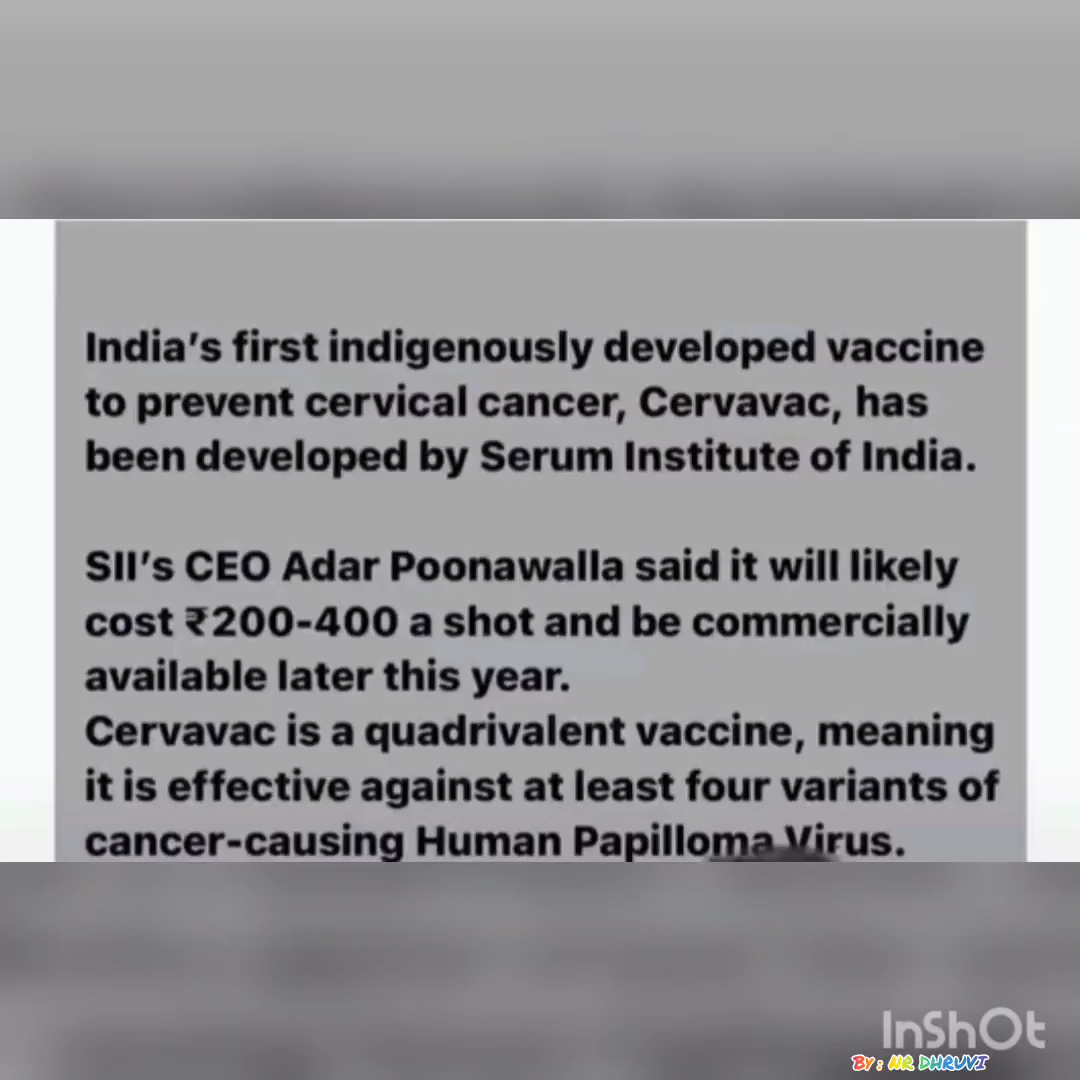 India's first indigenously developed vaccine
to prevent cervical cancer, Cervavac, has
been developed by Serum Institute of India.
SII's CEO Adar Poonawalla said it will likely
cost ₹200-400 a shot and be commercially
available later this year.
Cervavac is a quadrivalent vaccine, meaning
it is effective against at least four variants of
cancer-causing Human Papilloma Virus.
InShOt
BY: NR DHRUVI